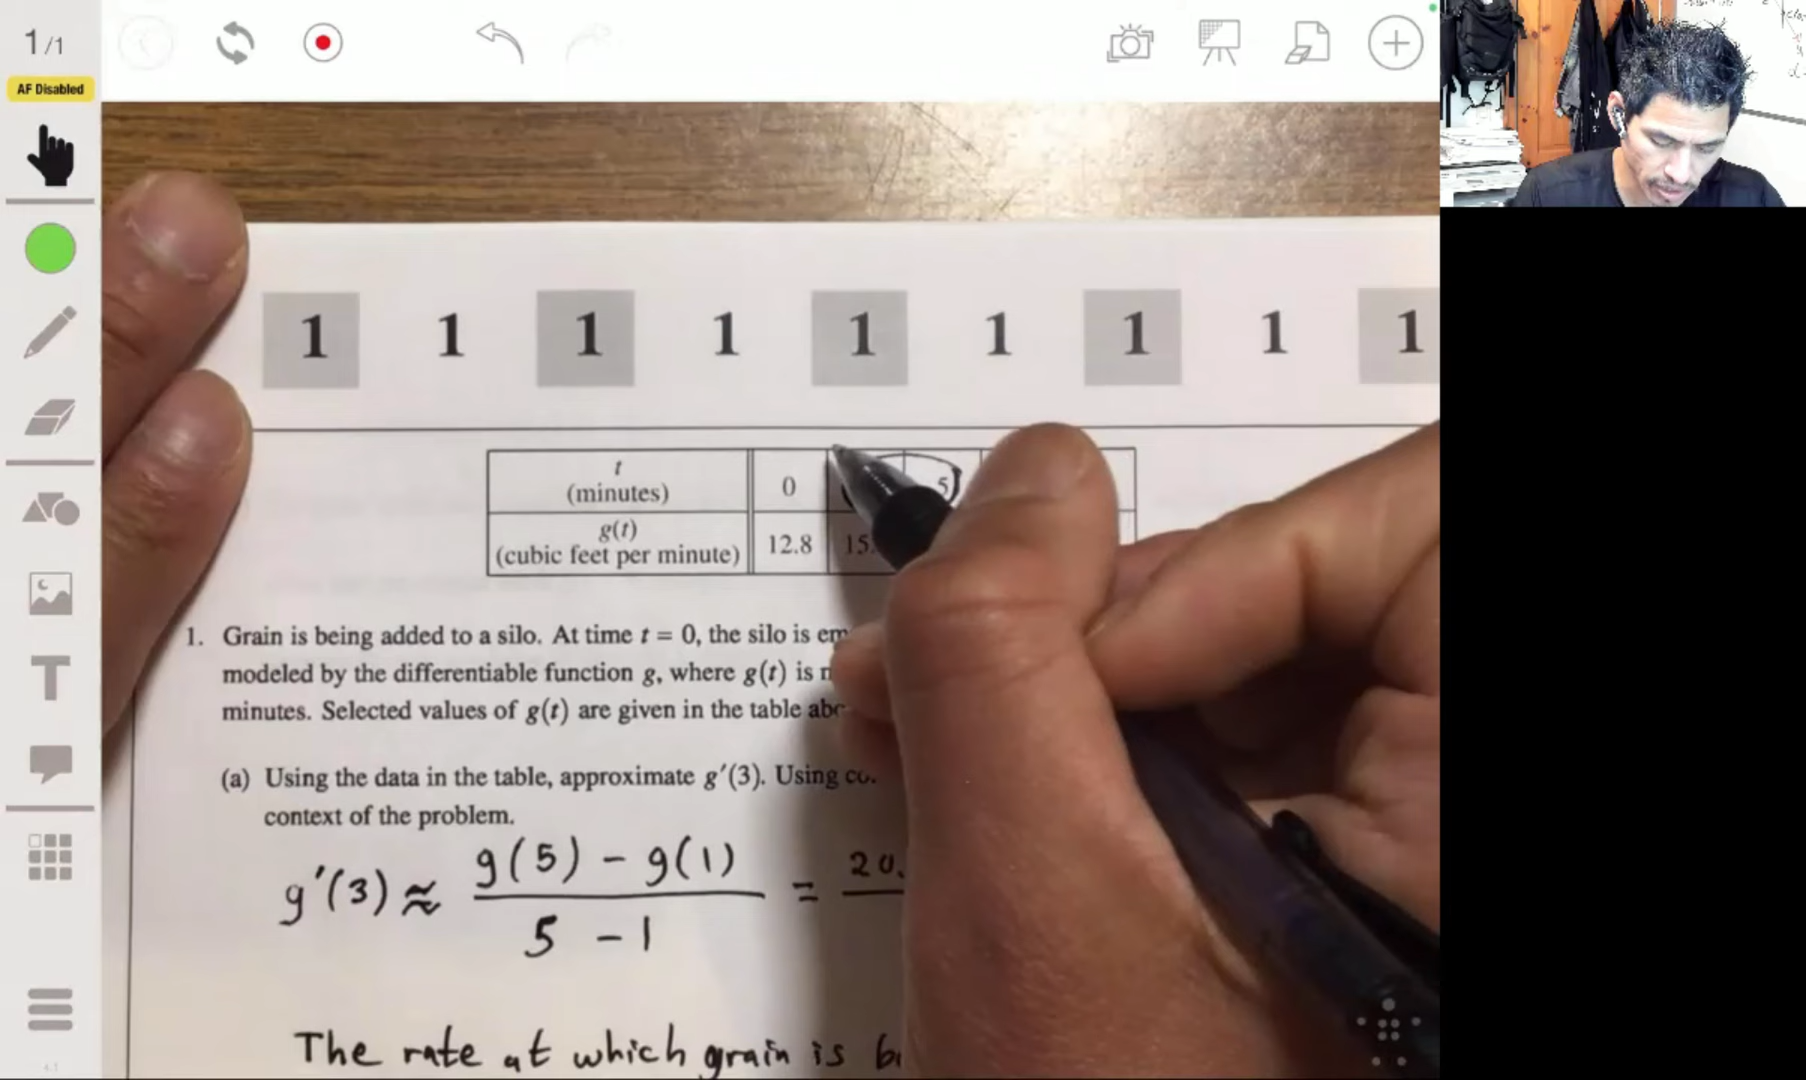 1/1
AF Disabled
1 1 1 1 1 1 1 1 1
t
(minutes) 0 5
g(t)
(cubic feet per minute) 12.8 15.
1. Grain is being added to a silo. At time t = 0, the silo is
modeled by the differentiable function g, where g(t) is
minutes. Selected values of g(t) are given in the table
(a) Using the data in the table, approximate g′(3). Using
context of the problem.
g'(3) ≈ g(5) - g(1) / 5 - 1 = 20.
The rate at which grain is
T